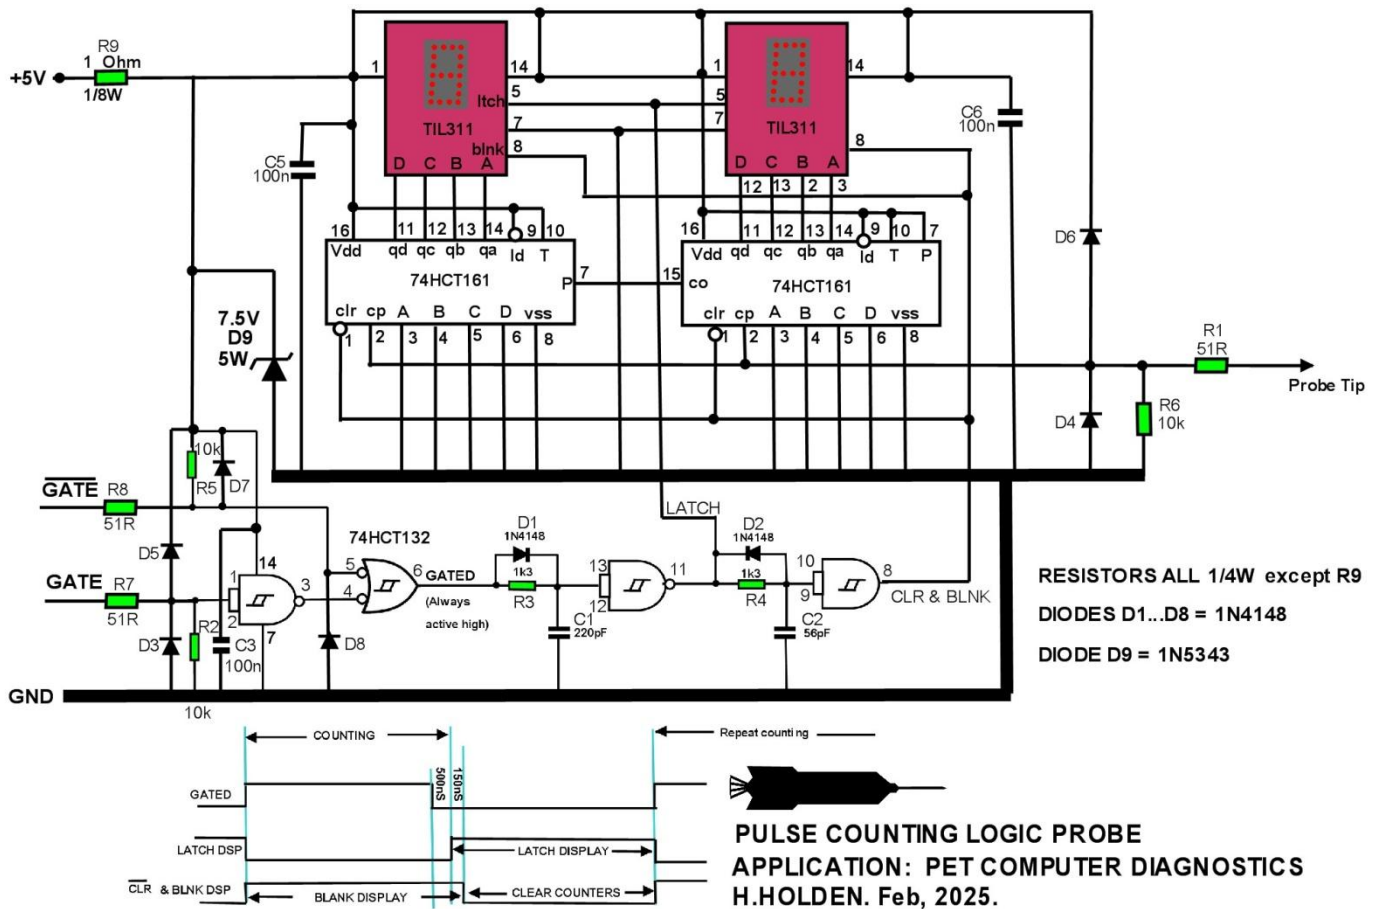 R9
1 Ohm
+5V
1/8W
1
14
ltch
5
TIL311
7
blnk
8
D C B A
1
14
5
7
TIL311
8
D C B A
12 13 2 3
C5
100n
C6
100n
16
11 12 13 14 9 10
Vdd qd qc qb qa ld T
74HCT161
P
7
clr cp A B C D vss
1 2 3 4 5 6 8
16
11 12 13 14 9 10 7
Vdd qd qc qb qa ld T P
15
co
74HCT161
clr cp A B C D vss
1 2 3 4 5 6 8
D6
7.5V
D9
5W
R1
51R
Probe Tip
D4
R6
10k
10k
R5
D7
GATE
R8
51R
D5
GATE
R7
51R
D3
R2
10k
C3
100n
14
1
2
3
7
74HCT132
5
4
6
GATED
(Always
active high)
D8
D1
1N4148
1k3
R3
C1
220pF
13
12
11
LATCH
D2
1N4148
1k3
R4
C2
56pF
10
9
8
CLR & BLNK
RESISTORS ALL 1/4W except R9
DIODES D1...D8 = 1N4148
DIODE D9 = 1N5343
GND
COUNTING
Repeat counting
500nS
150nS
GATED
LATCH DSP
LATCH DISPLAY
CLR & BLNK DSP
BLANK DISPLAY
CLEAR COUNTERS
PULSE COUNTING LOGIC PROBE
APPLICATION: PET COMPUTER DIAGNOSTICS
H.HOLDEN. Feb, 2025.